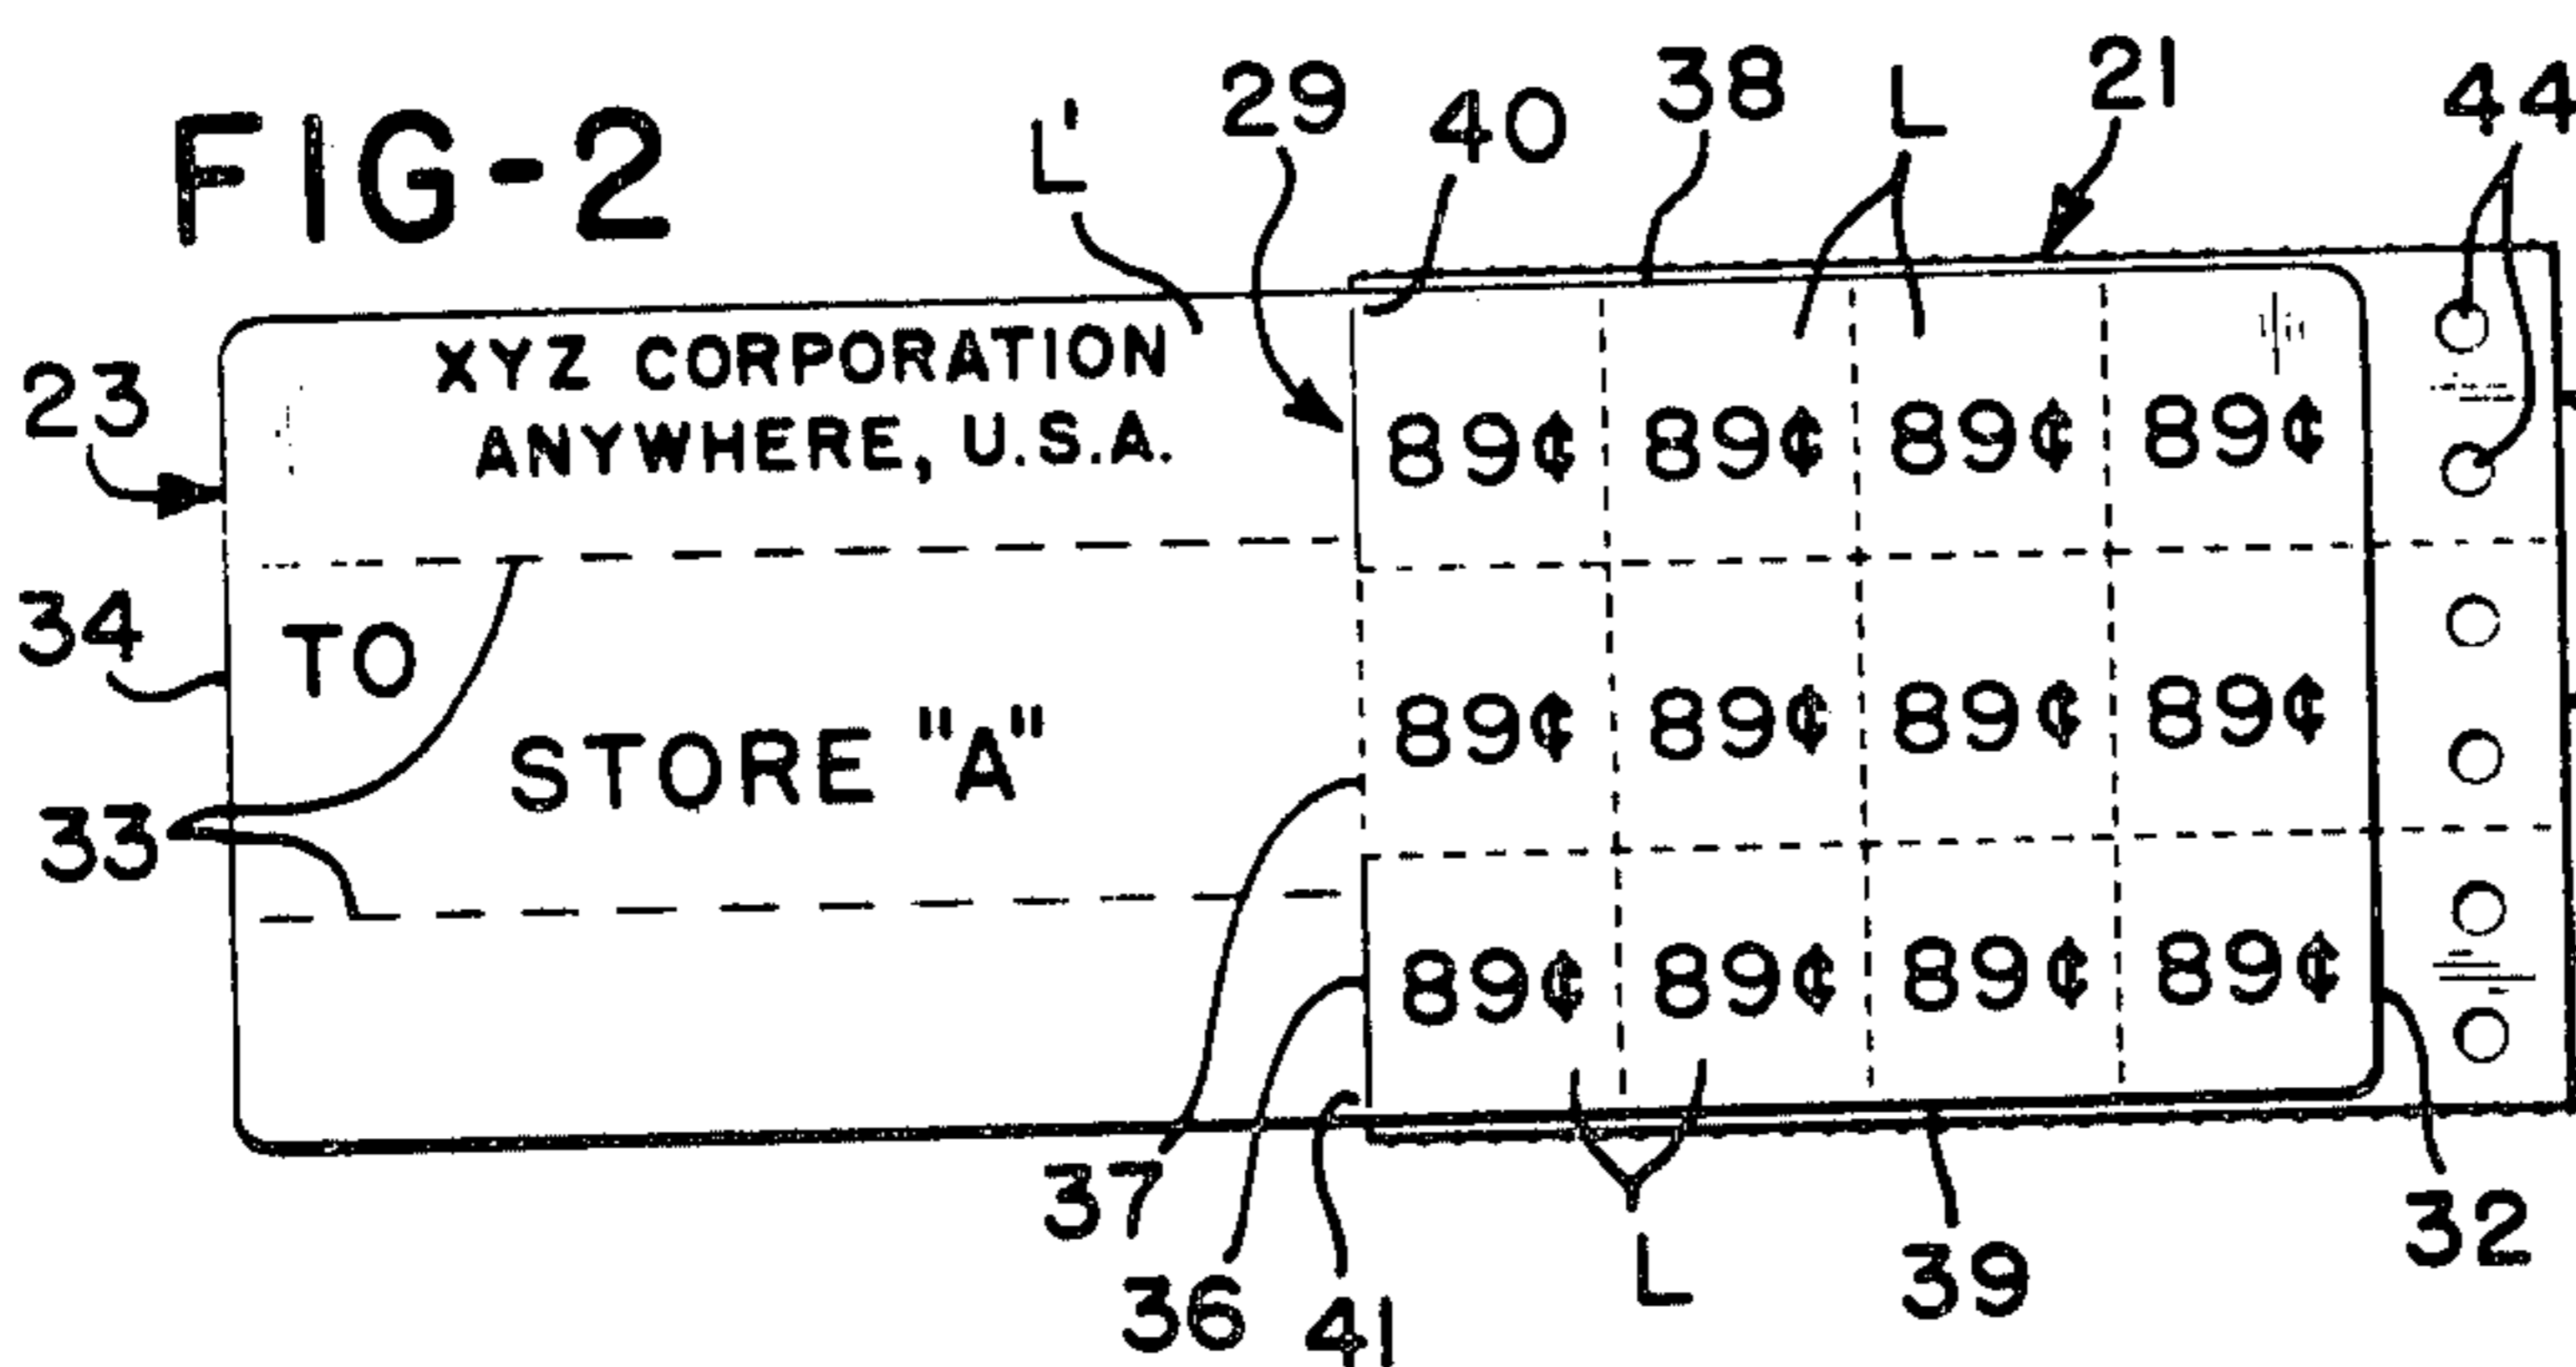 FIG-2
L' 29 40 38 L 21 44
XYZ CORPORATION
ANYWHERE, U.S.A.
23
89¢ 89¢ 89¢ 89¢
34
TO
STORE "A"
89¢ 89¢ 89¢ 89¢
33
89¢ 89¢ 89¢ 89¢
37
36 41 L 39 32